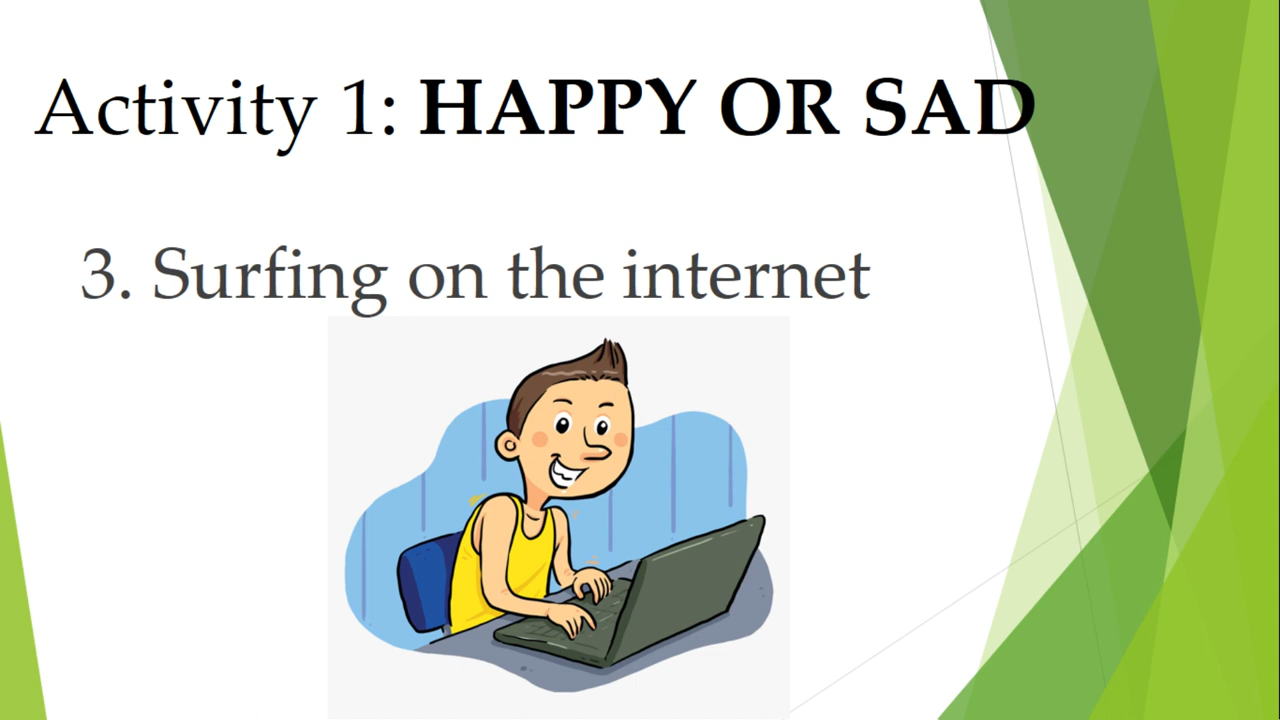 Activity 1: HAPPY OR SAD
3. Surfing on the internet